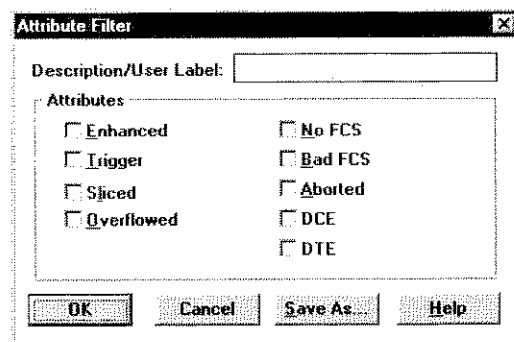 Attribute Filter
Description/User Label:
Attributes
Enhanced
Trigger
Sliced
Overflowed
No FCS
Bad FCS
Aborted
DCE
DTE
OK Cancel Save As... Help